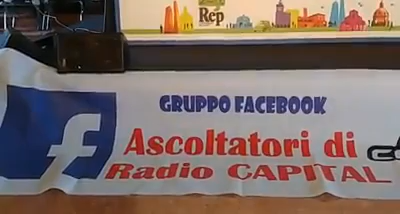 Rep
GRUPPO FACEBOOK
f
Ascoltatori di
Radio CAPITAL